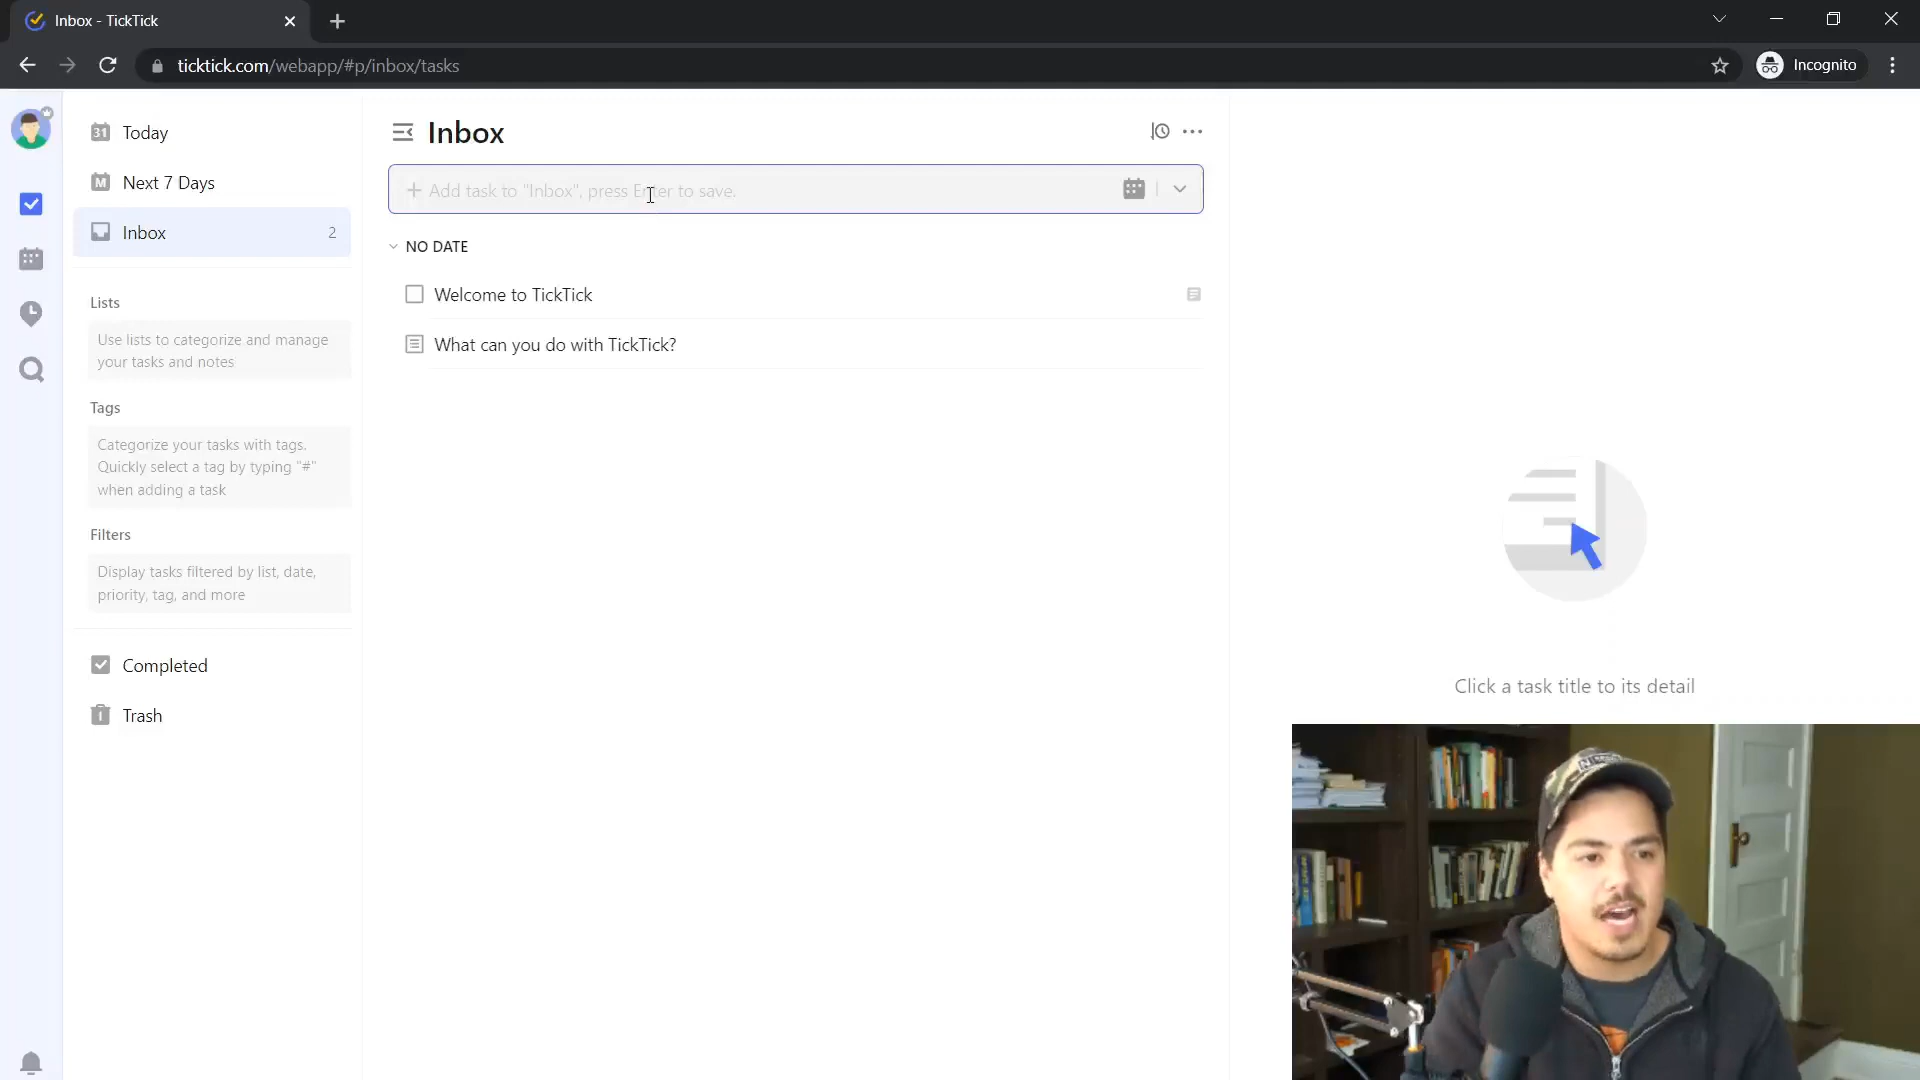 Inbox - TickTick
ticktick.com/webapp/#p/inbox/tasks
Incognito
31 Today
M Next 7 Days
Inbox 2
Lists
Use lists to categorize and manage
your tasks and notes
Tags
Categorize your tasks with tags.
Quickly select a tag by typing "#"
when adding a task
Filters
Display tasks filtered by list, date,
priority, tag, and more
Completed
Trash
Inbox
Add task to "Inbox", press Enter to save.
NO DATE
Welcome to TickTick
What can you do with TickTick?
Click a task title to its detail